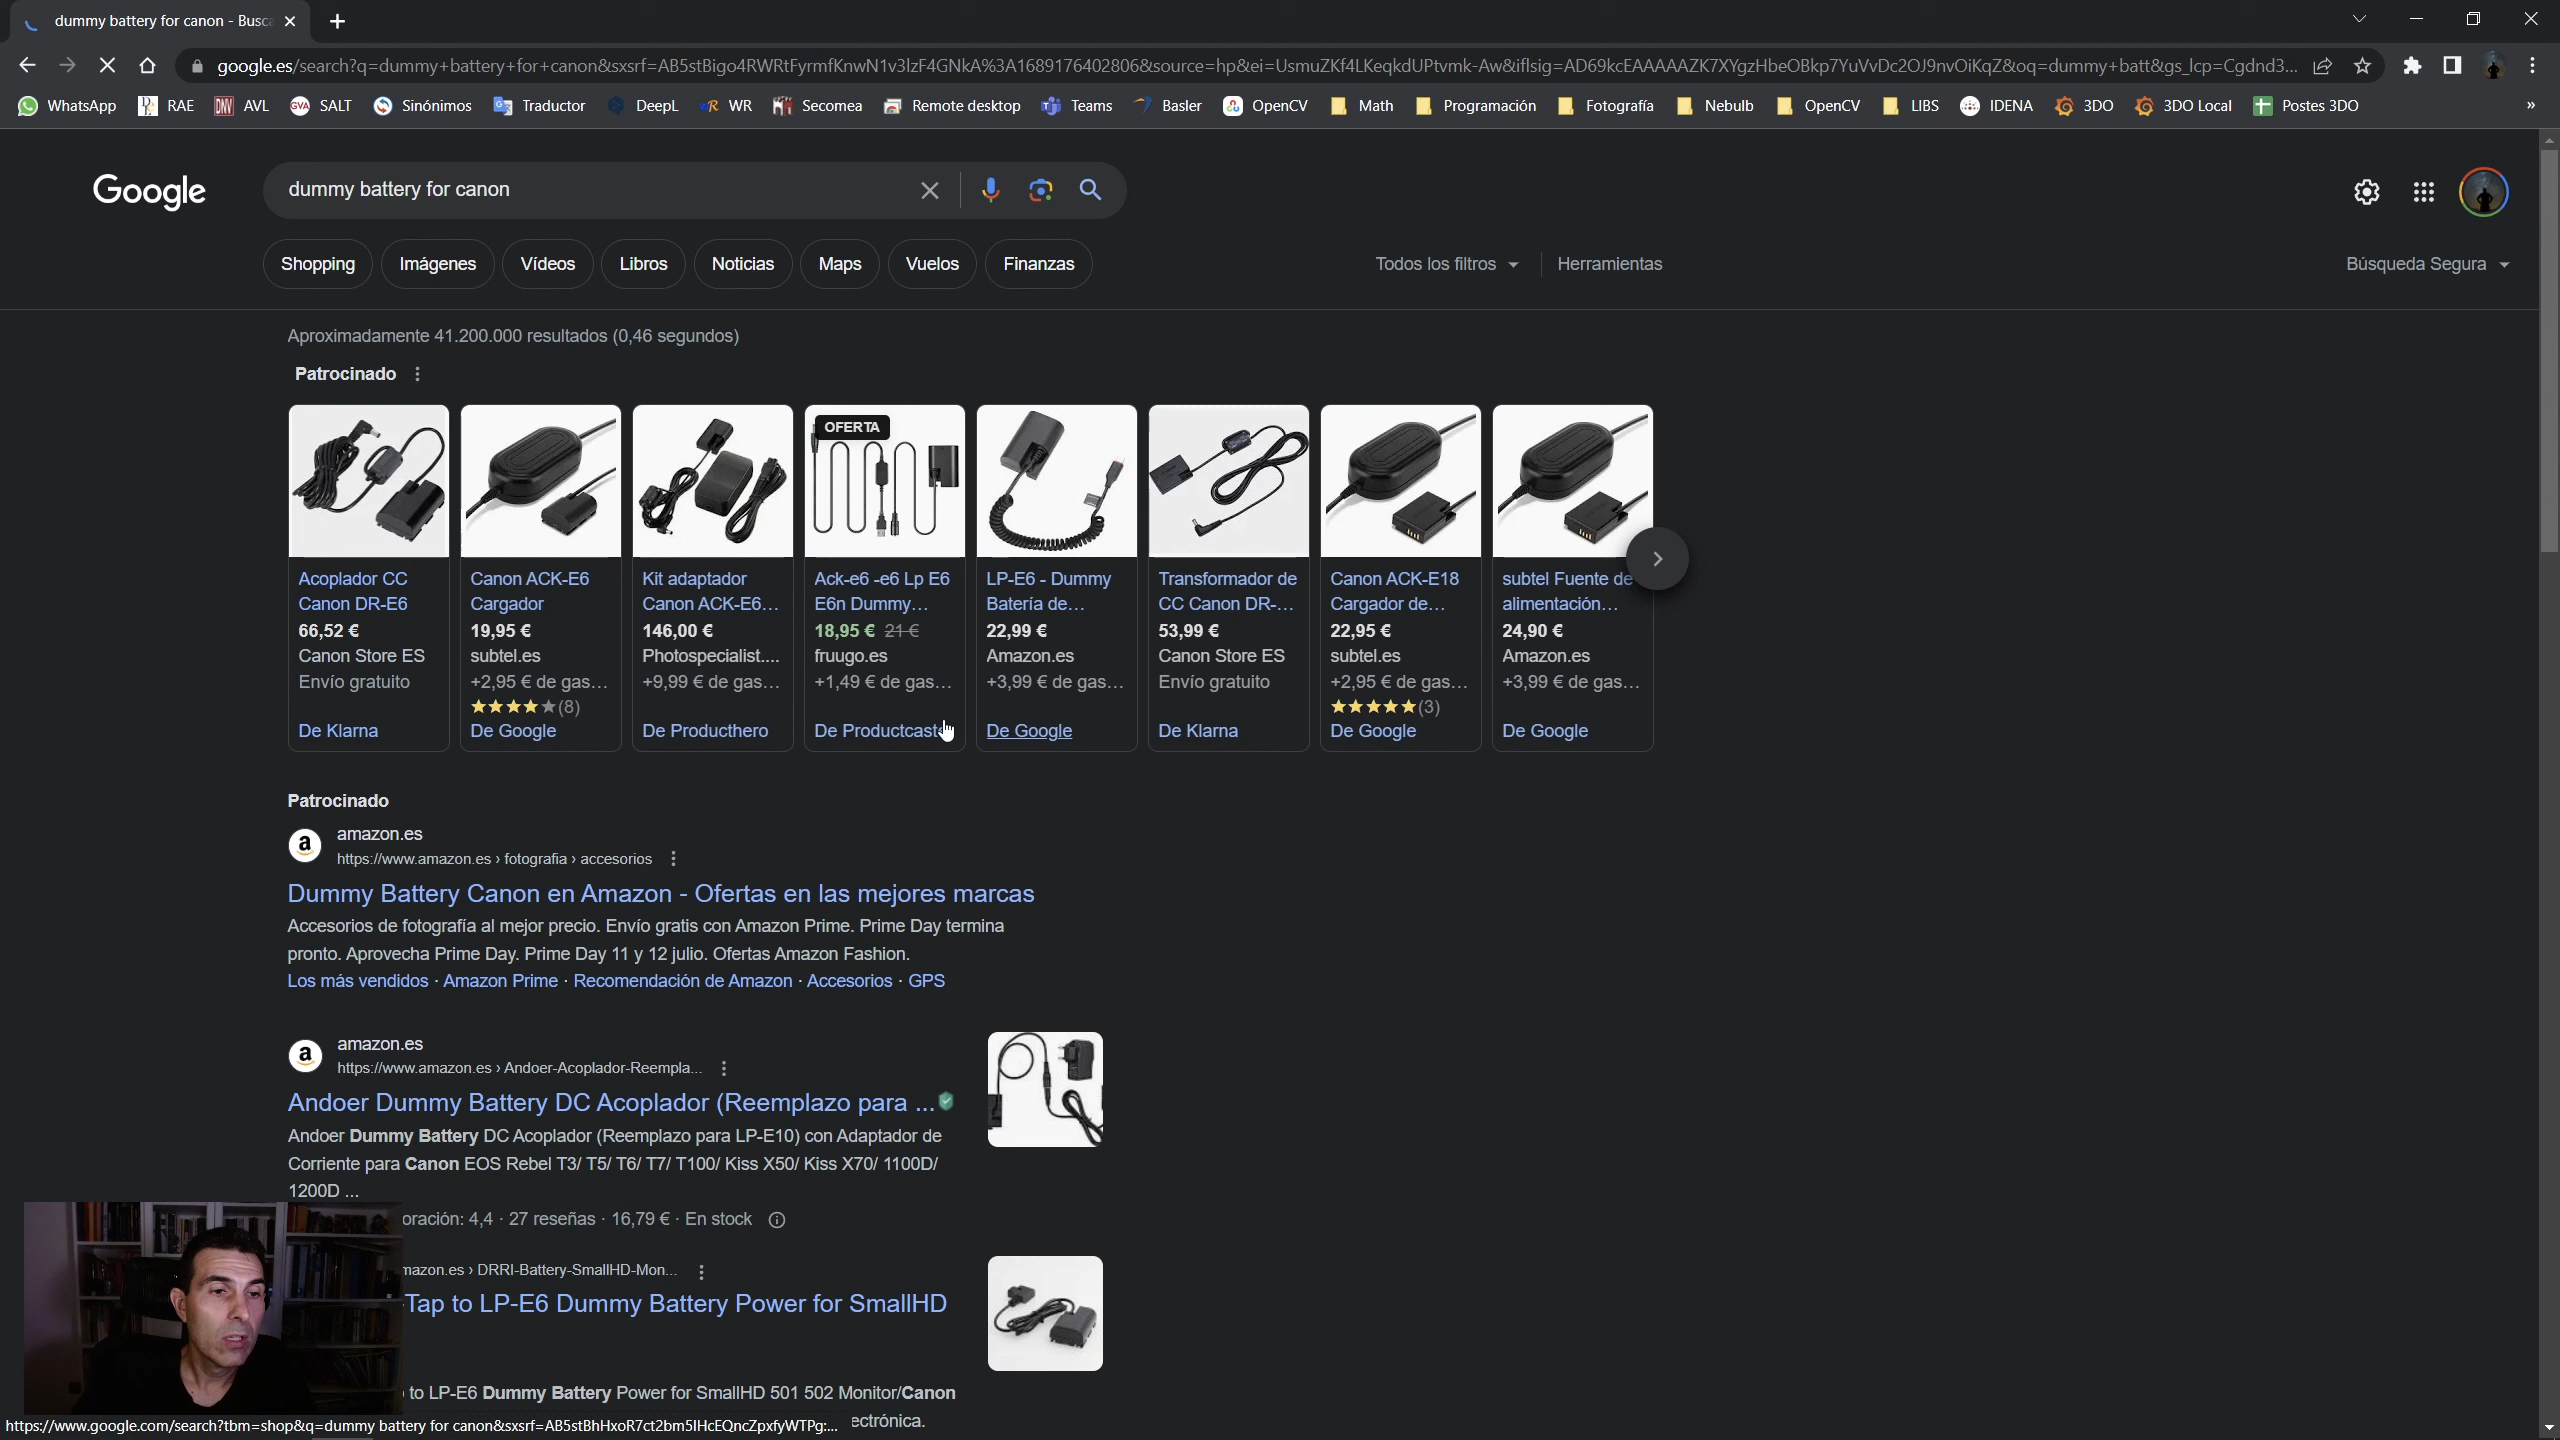 dummy battery for canon - Busc
google.es/search?q=dummy+battery+for+canon&sxsrf=AB5stBigo4RWRtFyrmfKnwN1v3lzF4GNkA%3A1689176402806&source=hp&ei=UsmuZKf4LKeqkdUPtvmk-Aw&iflsig=AD69kcEAAAAAZK7XYgzHbeOBkp7YuVvDc2OJ9nvOiKqZ&oq=dummy+batt&gs_lcp=Cgdnd3...
WhatsApp RAE AVL SALT Sinónimos Traductor DeepL WR Secomea Remote desktop Teams Basler OpenCV Math Programación Fotografía Nebulb OpenCV LIBS IDENA 3DO 3DO Local Postes 3DO »
Google
dummy battery for canon
Shopping Imágenes Vídeos Libros Noticias Maps Vuelos Finanzas Todos los filtros Herramientas Búsqueda Segura
Aproximadamente 41.200.000 resultados (0,46 segundos)
Patrocinado
OFERTA
Acoplador CC
Canon DR-E6
66,52 €
Canon Store ES
Envío gratuito
De Klarna
Canon ACK-E6
Cargador
19,95 €
subtel.es
+2,95 € de gas...
★★★★★(8)
De Google
Kit adaptador
Canon ACK-E6...
146,00 €
Photospecialist....
+9,99 € de gas...
De Producthero
Ack-e6 -e6 Lp E6
E6n Dummy...
18,95 € 21 €
fruugo.es
+1,49 € de gas...
De Productcast
LP-E6 - Dummy
Batería de...
22,99 €
Amazon.es
+3,99 € de gas...
De Google
Transformador de
CC Canon DR-...
53,99 €
Canon Store ES
Envío gratuito
De Klarna
Canon ACK-E18
Cargador de...
22,95 €
subtel.es
+2,95 € de gas...
★★★★★(3)
De Google
subtel Fuente de
alimentación...
24,90 €
Amazon.es
+3,99 € de gas...
De Google
Patrocinado
amazon.es
https://www.amazon.es › fotografia › accesorios
Dummy Battery Canon en Amazon - Ofertas en las mejores marcas
Accesorios de fotografía al mejor precio. Envío gratis con Amazon Prime. Prime Day termina
pronto. Aprovecha Prime Day. Prime Day 11 y 12 julio. Ofertas Amazon Fashion.
Los más vendidos · Amazon Prime · Recomendación de Amazon · Accesorios · GPS
amazon.es
https://www.amazon.es › Andoer-Acoplador-Reempla...
Andoer Dummy Battery DC Acoplador (Reemplazo para ...
Andoer Dummy Battery DC Acoplador (Reemplazo para LP-E10) con Adaptador de
Corriente para Canon EOS Rebel T3/ T5/ T6/ T7/ T100/ Kiss X50/ Kiss X70/ 1100D/
1200D ...
oración: 4,4 · 27 reseñas · 16,79 € · En stock
mazon.es › DRRI-Battery-SmallHD-Mon...
-Tap to LP-E6 Dummy Battery Power for SmallHD
to LP-E6 Dummy Battery Power for SmallHD 501 502 Monitor/Canon
ectrónica.
https://www.google.com/search?tbm=shop&q=dummy battery for canon&sxsrf=AB5stBhHxoR7ct2bm5IHcEQncZpxfyWTPg:...